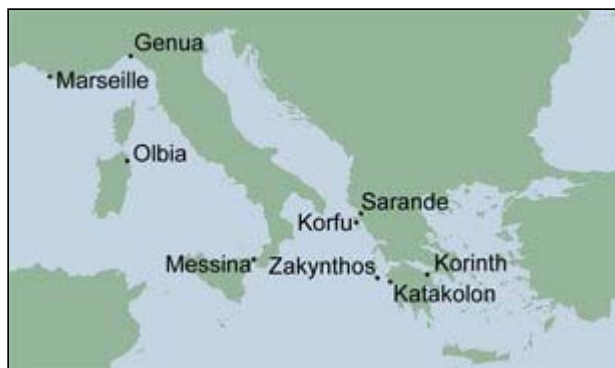 Genua
Marseille
Olbia
Sarande
Korfu
Messina
Zakynthos
Korinth
Katakolon